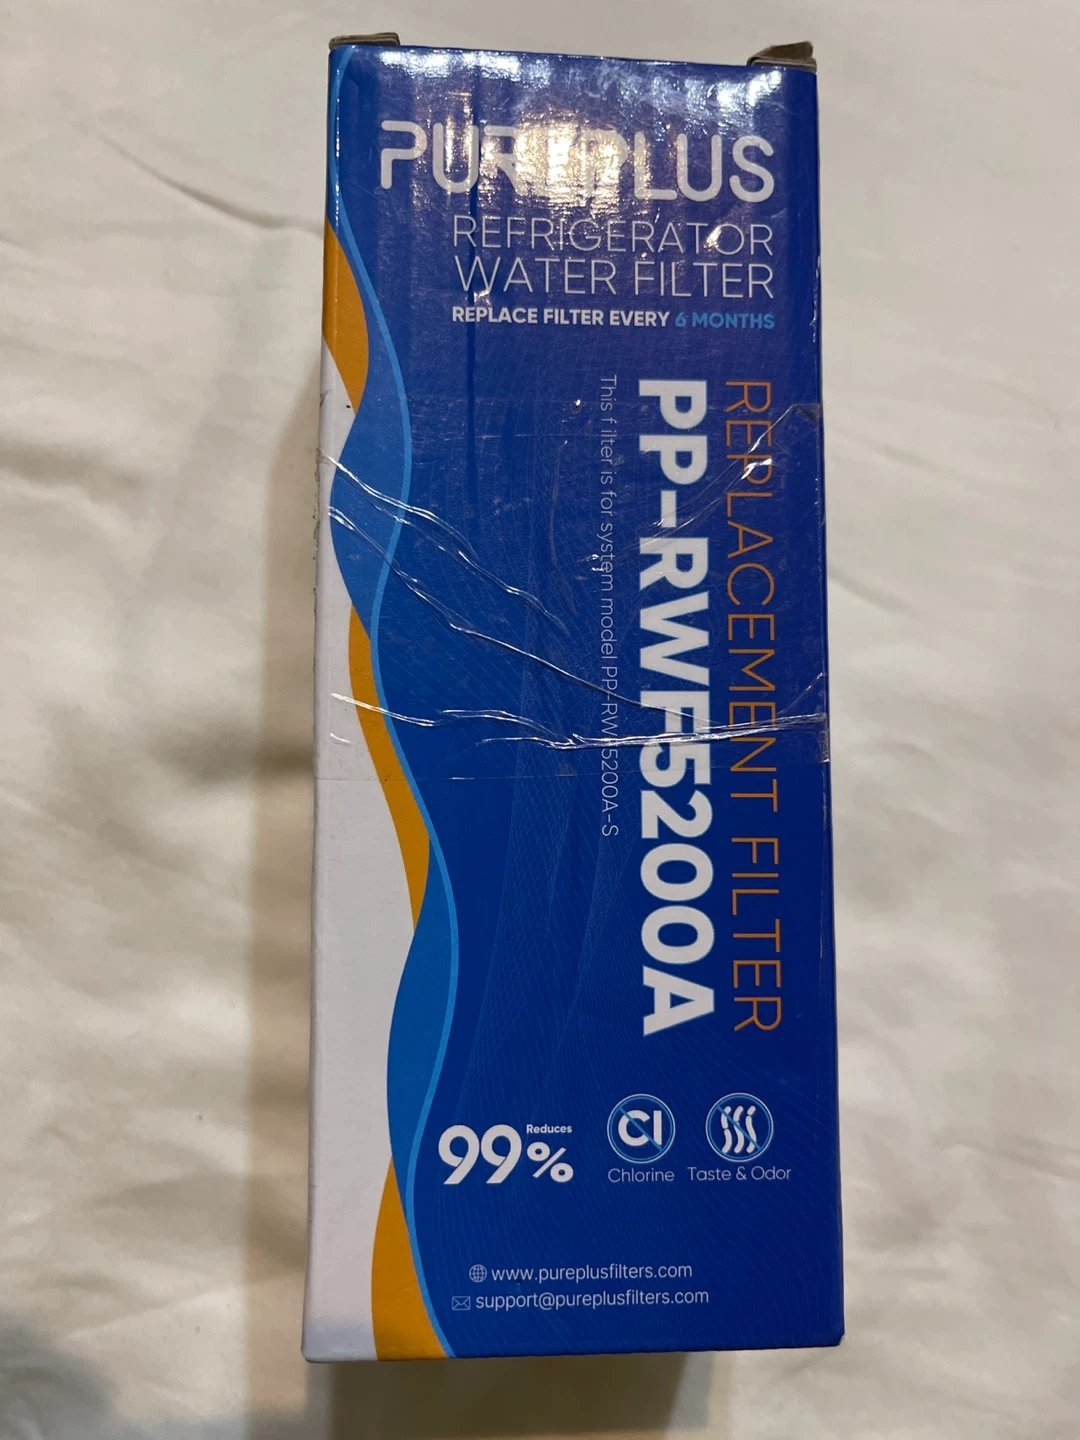 PUREPLUS
REFRIGERATOR
WATER FILTER
REPLACE FILTER EVERY 6 MONTHS
REPLACEMENT FILTER
PP-RWF5200A
This f ilter is for system model PP-RWF5200A-S
Reduces
99%
Cl
Chlorine
Taste & Odor
www.pureplusfilters.com
support@pureplusfilters.com